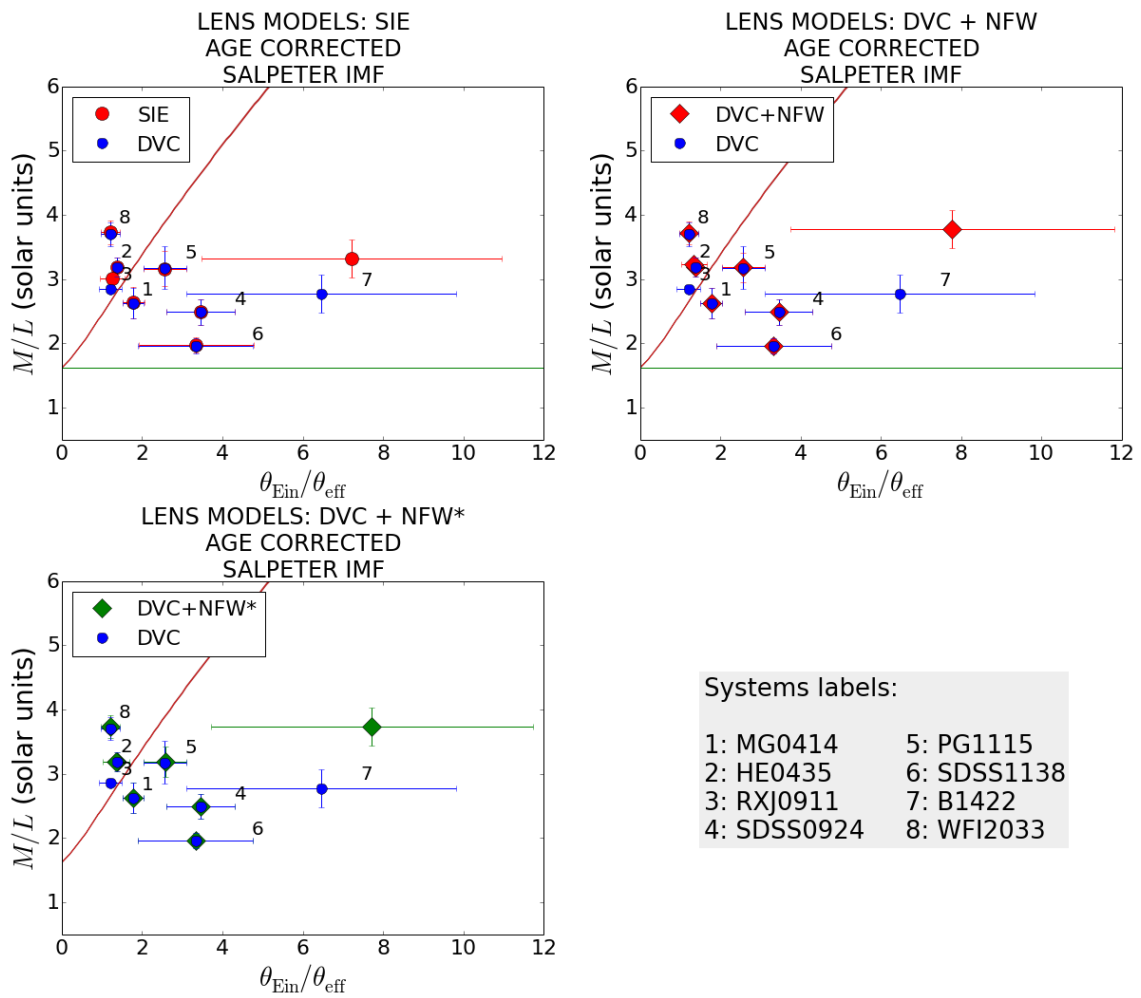 LENS MODELS: SIE
AGE CORRECTED
SALPETER IMF
6
5
4
3
2
1
M/L (solar units)
SIE
DVC
8
2
3
1
5
4
6
7
0 2 4 6 8 10 12
θ_Ein/θ_eff
LENS MODELS: DVC + NFW
AGE CORRECTED
SALPETER IMF
6
5
4
3
2
1
M/L (solar units)
DVC+NFW
DVC
8
2
3
1
5
4
6
7
0 2 4 6 8 10 12
θ_Ein/θ_eff
LENS MODELS: DVC + NFW*
AGE CORRECTED
SALPETER IMF
6
5
4
3
2
1
M/L (solar units)
DVC+NFW*
DVC
8
2
3
1
5
4
6
7
0 2 4 6 8 10 12
θ_Ein/θ_eff
Systems labels:
1: MG0414 5: PG1115
2: HE0435 6: SDSS1138
3: RXJ0911 7: B1422
4: SDSS0924 8: WFI2033